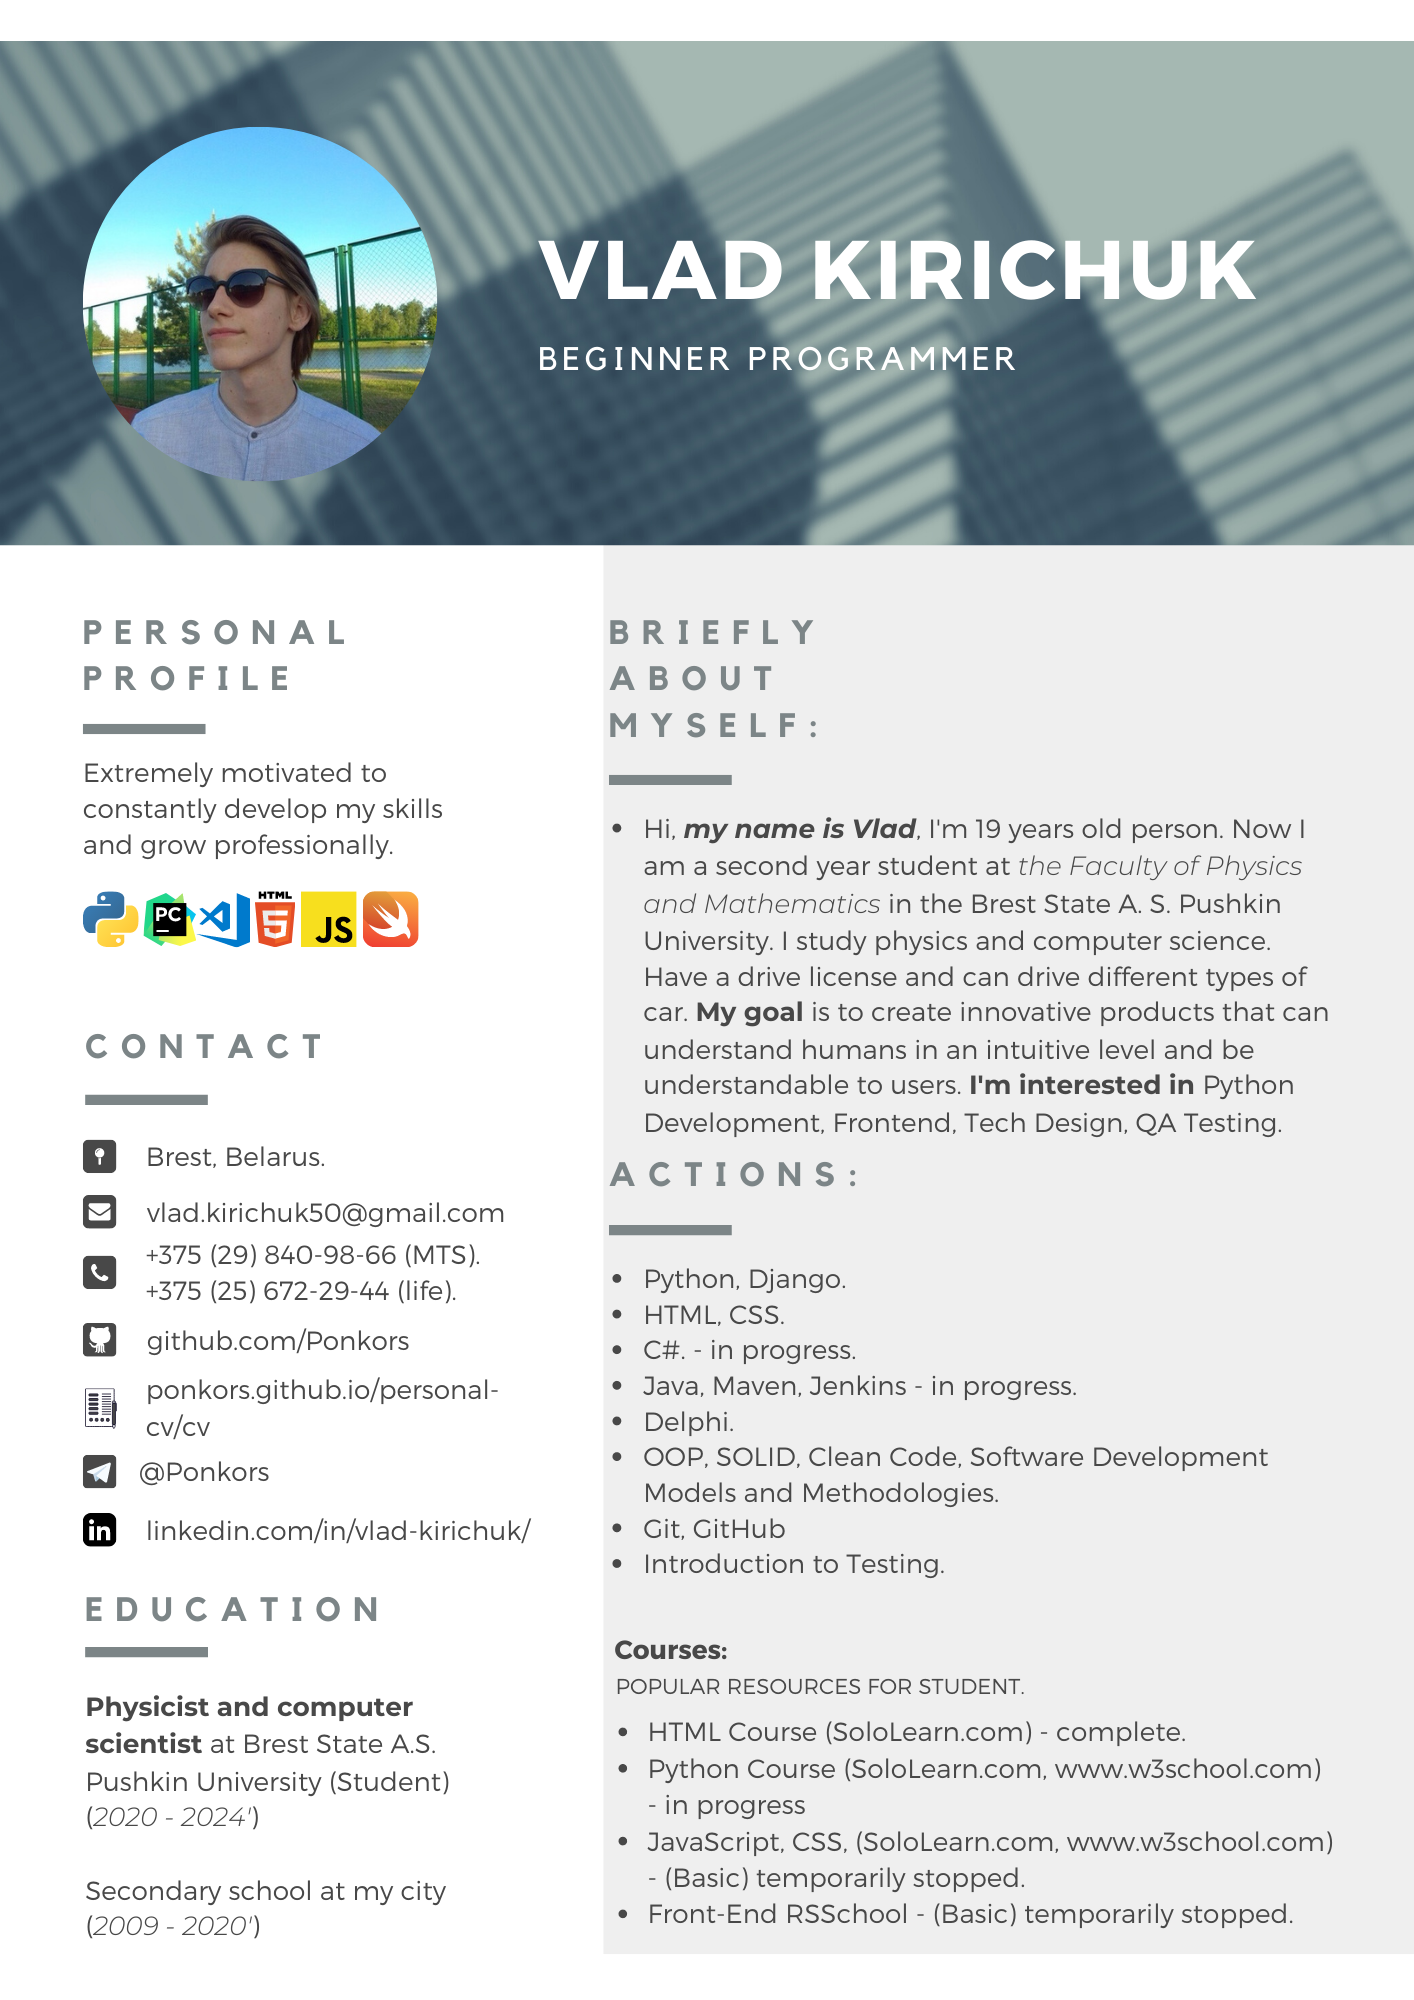 VLAD KIRICHUK
BEGINNER PROGRAMMER
PERSONAL
PROFILE
Extremely motivated to
constantly develop my skills
and grow professionally.
PC
HTML
5
JS
CONTACT
Brest, Belarus.
vlad.kirichuk50@gmail.com
+375 (29) 840-98-66 (MTS).
+375 (25) 672-29-44 (life).
github.com/Ponkors
ponkors.github.io/personal-
cv/cv
@Ponkors
in
linkedin.com/in/vlad-kirichuk/
EDUCATION
Physicist and computer
scientist at Brest State A.S.
Pushkin University (Student)
(2020 - 2024')
Secondary school at my city
(2009 - 2020')
BRIEFLY
ABOUT
MYSELF:
• Hi, my name is Vlad, I'm 19 years old person. Now I
am a second year student at the Faculty of Physics
and Mathematics in the Brest State A. S. Pushkin
University. I study physics and computer science.
Have a drive license and can drive different types of
car. My goal is to create innovative products that can
understand humans in an intuitive level and be
understandable to users. I'm interested in Python
Development, Frontend, Tech Design, QA Testing.
ACTIONS:
• Python, Django.
• HTML, CSS.
• C#. - in progress.
• Java, Maven, Jenkins - in progress.
• Delphi.
• OOP, SOLID, Clean Code, Software Development
Models and Methodologies.
• Git, GitHub
• Introduction to Testing.
Courses:
POPULAR RESOURCES FOR STUDENT.
• HTML Course (SoloLearn.com) - complete.
• Python Course (SoloLearn.com, www.w3school.com)
- in progress
• JavaScript, CSS, (SoloLearn.com, www.w3school.com)
- (Basic) temporarily stopped.
• Front-End RSSchool - (Basic) temporarily stopped.